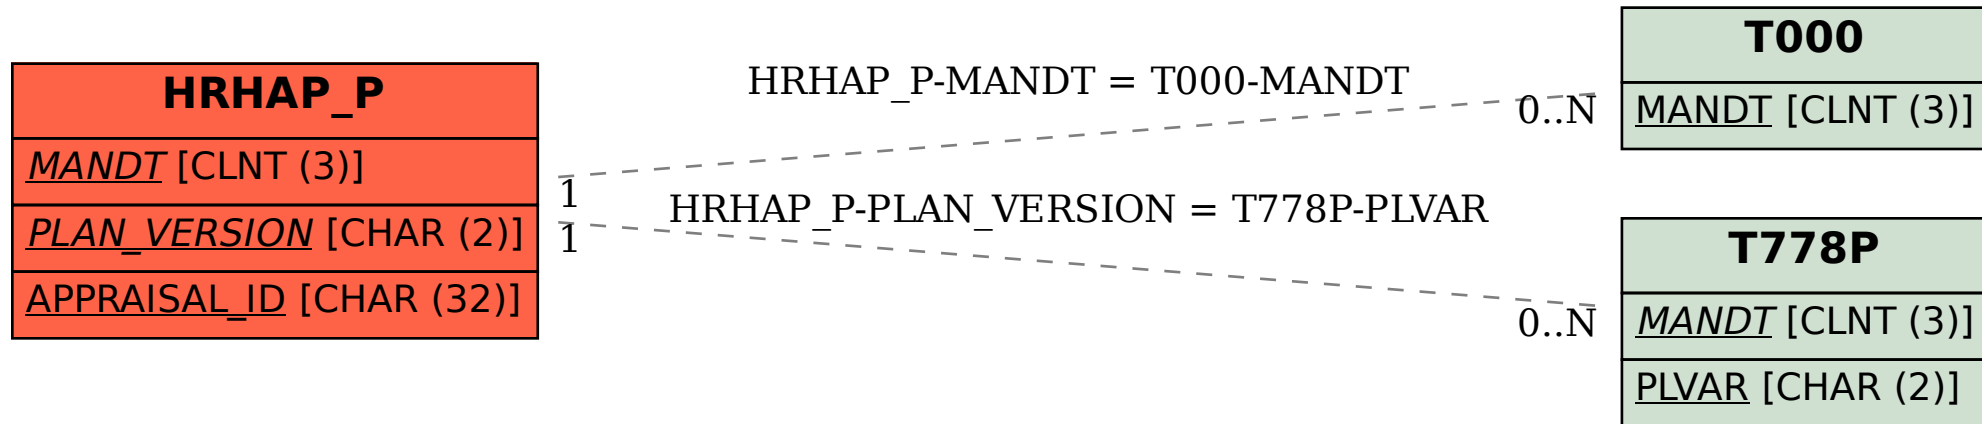 HRHAP_P
MANDT [CLNT (3)]
PLAN_VERSION [CHAR (2)]
APPRAISAL_ID [CHAR (32)]
HRHAP_P-MANDT = T000-MANDT
0..N
1
HRHAP_P-PLAN_VERSION = T778P-PLVAR
1
0..N
T000
MANDT [CLNT (3)]
T778P
MANDT [CLNT (3)]
PLVAR [CHAR (2)]